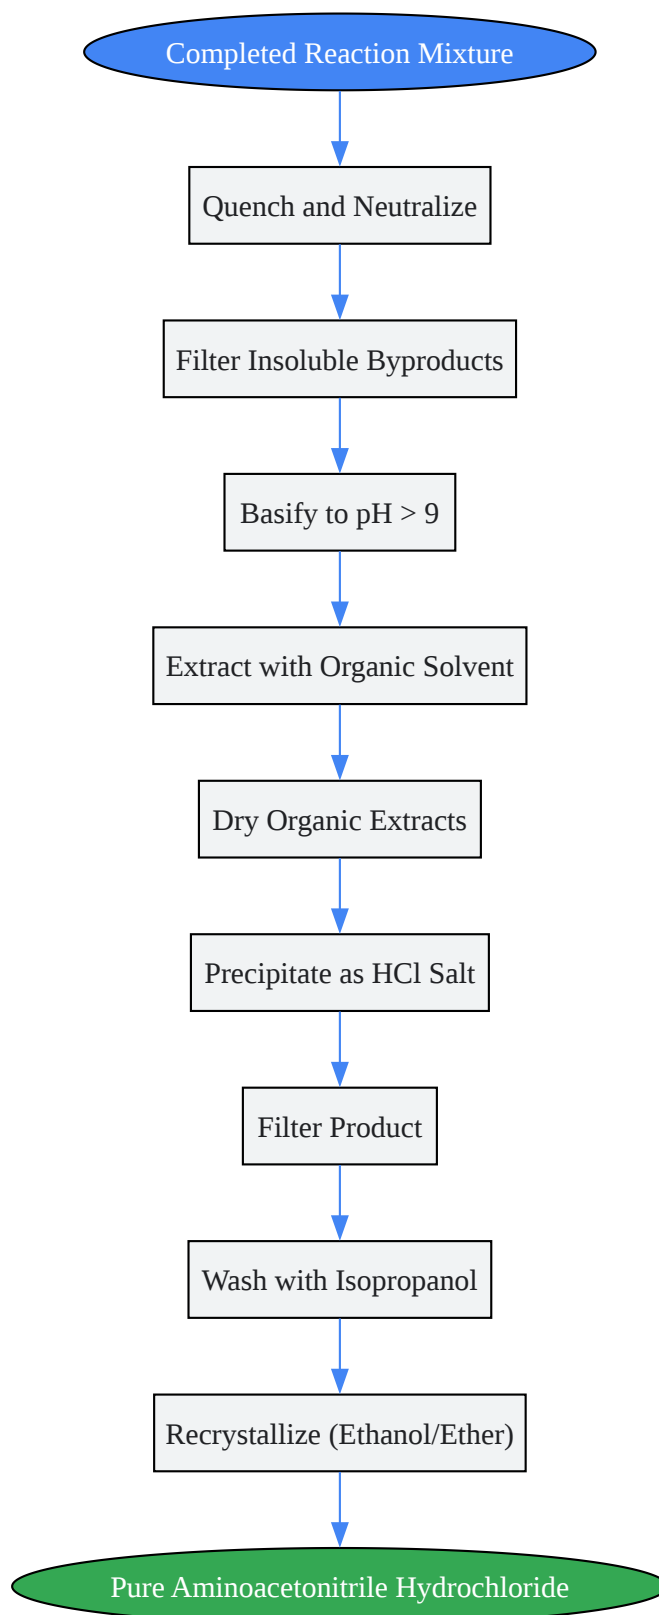 Completed Reaction Mixture
Quench and Neutralize
Filter Insoluble Byproducts
Basify to pH > 9
Extract with Organic Solvent
Dry Organic Extracts
Precipitate as HCl Salt
Filter Product
Wash with Isopropanol
Recrystallize (Ethanol/Ether)
Pure Aminoacetonitrile Hydrochloride